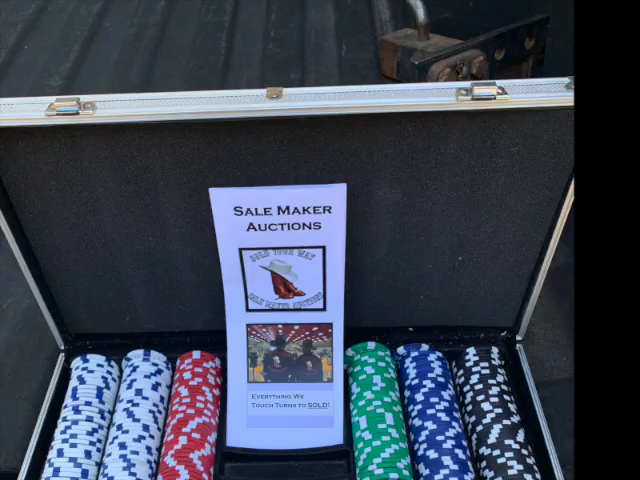 SALE MAKER
AUCTIONS
SOLD YOUR WAY
SALE MAKER AUCTIONS
EVERYTHING WE
TOUCH TURNS TO SOLD!